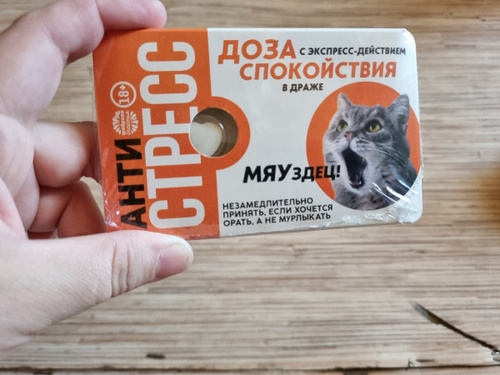 АНТИ
СТРЕСС
18+
ДОЗА С ЭКСПРЕСС-ДЕЙСТВИЕМ
СПОКОЙСТВИЯ
В ДРАЖЕ
МЯУздец!
НЕЗАМЕДЛИТЕЛЬНО
ПРИНЯТЬ, ЕСЛИ ХОЧЕТСЯ
ОРАТЬ, А НЕ МУРЛЫКАТЬ